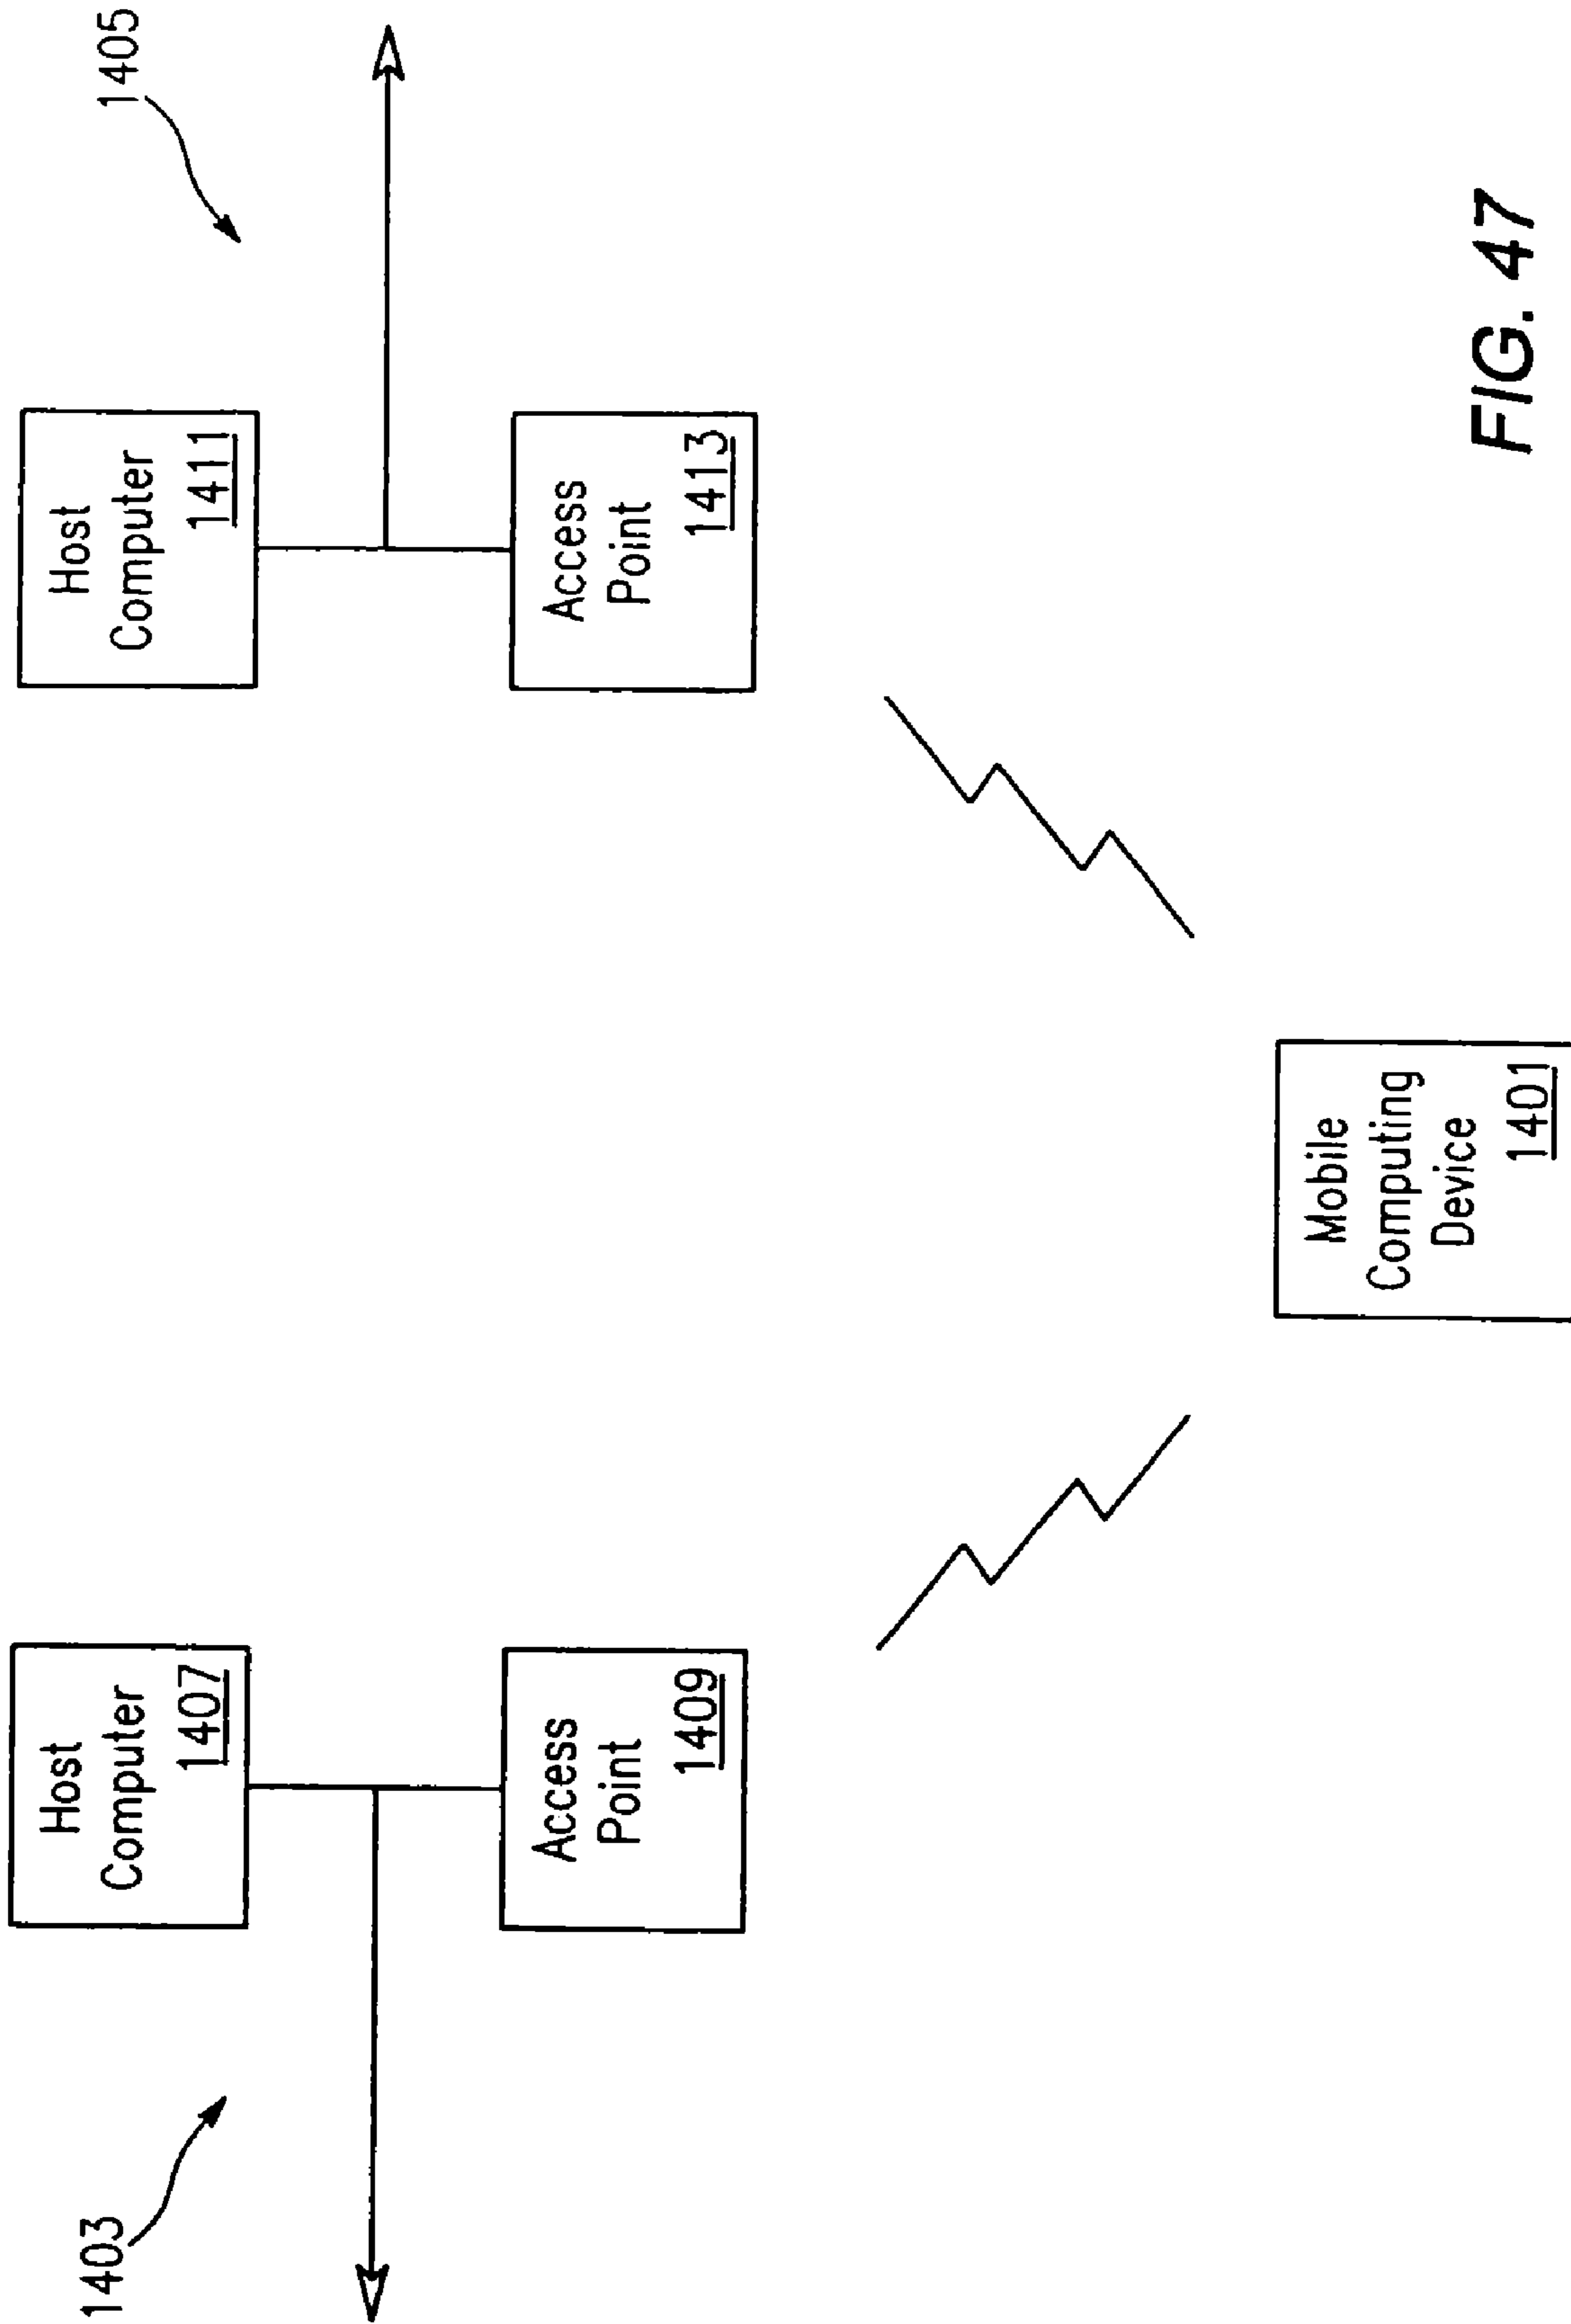 1403
1405
Host
Computer
1407
Host
Computer
1411
Access
Point
1409
Access
Point
1413
Mobile
Computing
Device
1401
FIG. 47